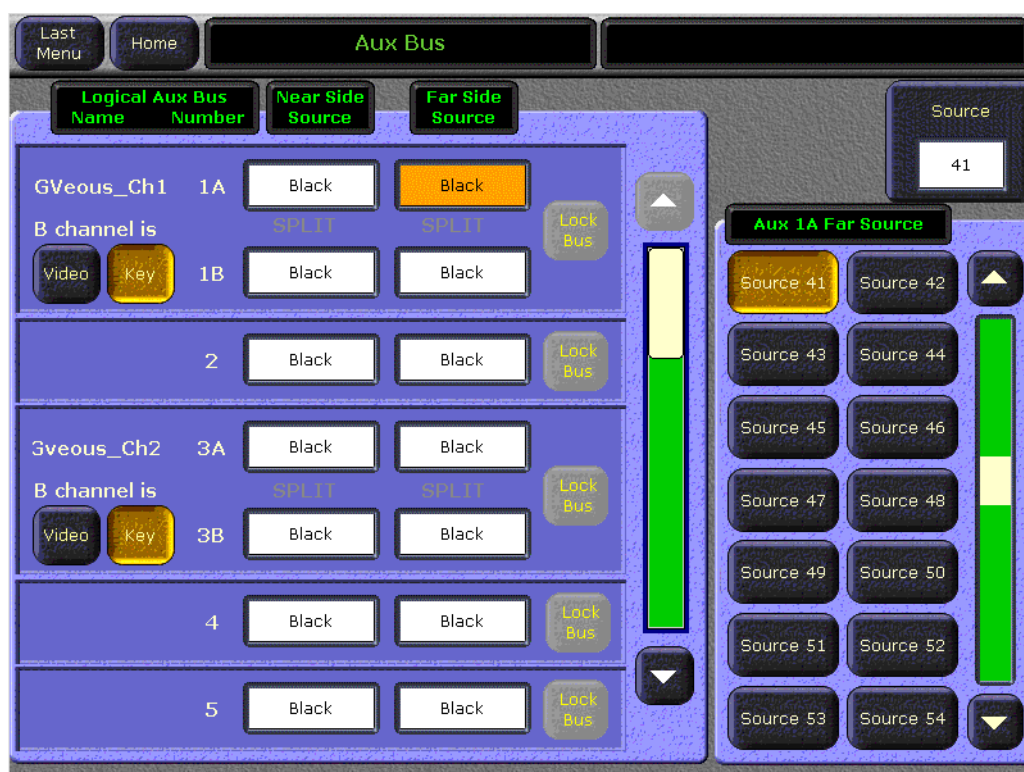 Last Menu
Home
Aux Bus
Logical Aux Bus
Name Number
Near Side
Source
Far Side
Source
Source
41
GVeous_Ch1 1A Black Black
B channel is SPLIT SPLIT
Lock
Bus
Video Key 1B Black Black
2 Black Black
Lock
Bus
3veous_Ch2 3A Black Black
B channel is SPLIT SPLIT
Lock
Bus
Video Key 3B Black Black
4 Black Black
Lock
Bus
5 Black Black
Lock
Bus
Aux 1A Far Source
Source 41 Source 42
Source 43 Source 44
Source 45 Source 46
Source 47 Source 48
Source 49 Source 50
Source 51 Source 52
Source 53 Source 54